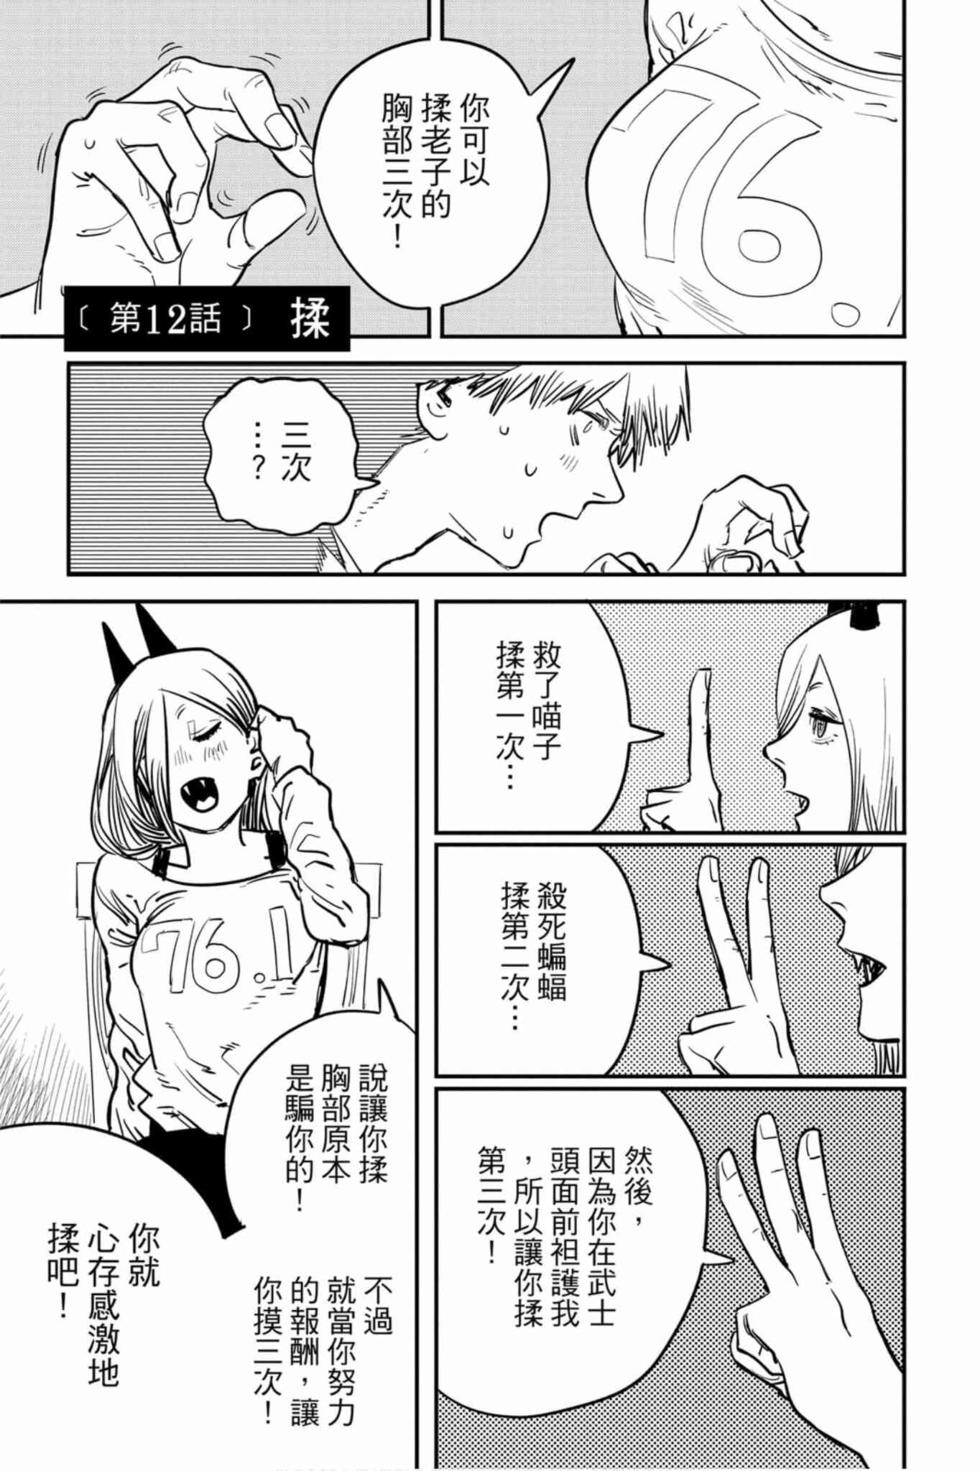 76.
你可以
揉老子的
胸部三次！
﹝第12話﹞ 揉
三次
…?
救了喵子
揉第一次…
殺死蝙蝠
揉第二次…
然後，
因為你在武士
頭面前袒護我
，所以讓你揉
第三次！
76.1
說讓你揉
胸部原本
是騙你的！
不過
就當你努力
的報酬，讓
你摸三次！
你就
心存感激地
揉吧！